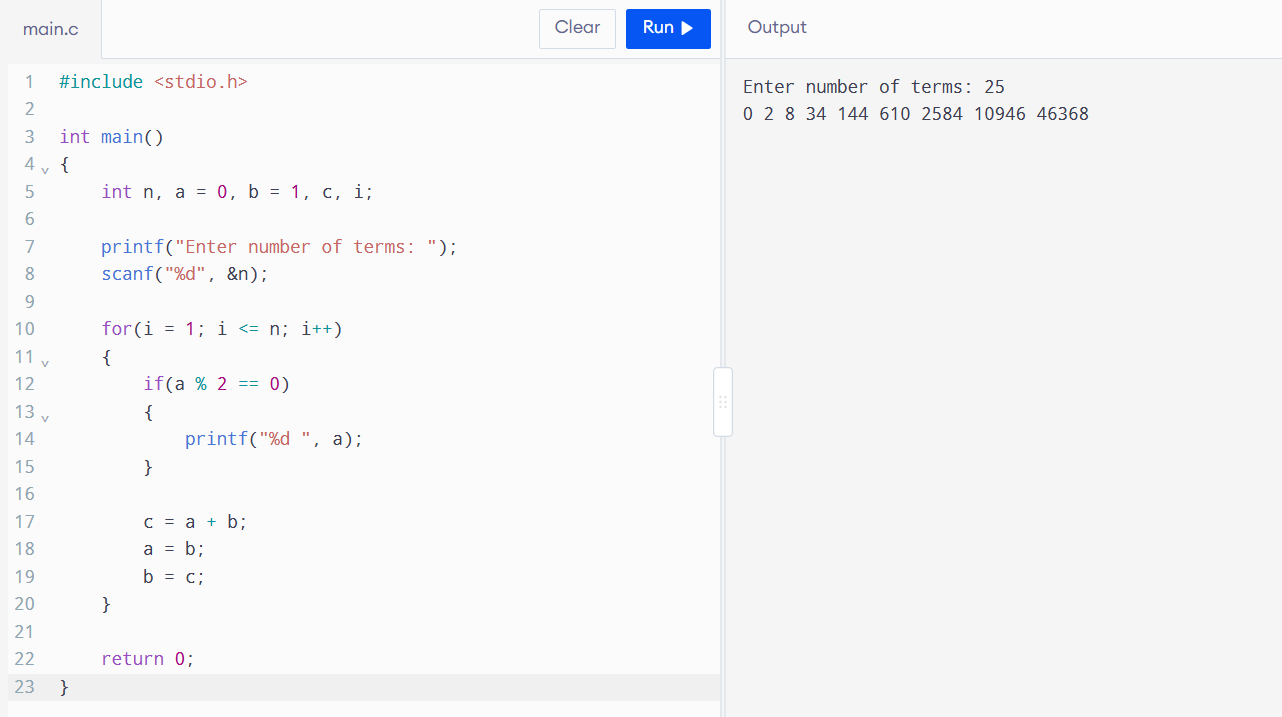 main.c
Clear
Run
Output
1 #include <stdio.h>
2
3 int main()
4 {
5     int n, a = 0, b = 1, c, i;
6
7     printf("Enter number of terms: ");
8     scanf("%d", &n);
9
10     for(i = 1; i <= n; i++)
11     {
12         if(a % 2 == 0)
13         {
14             printf("%d ", a);
15         }
16
17         c = a + b;
18         a = b;
19         b = c;
20     }
21
22     return 0;
23 }
Enter number of terms: 25
0 2 8 34 144 610 2584 10946 46368